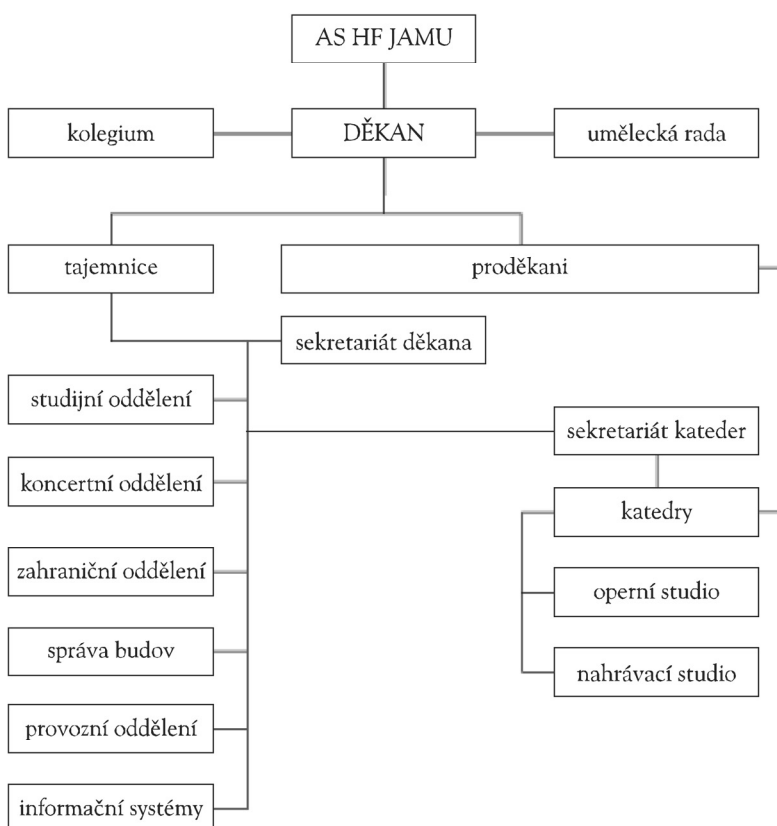 AS HF JAMU
kolegium
DĚKAN
umělecká rada
tajemnice
proděkani
sekretariát děkana
studijní oddělení
sekretariát kateder
koncertní oddělení
katedry
zahraniční oddělení
operní studio
správa budov
nahrávací studio
provozní oddělení
informační systémy